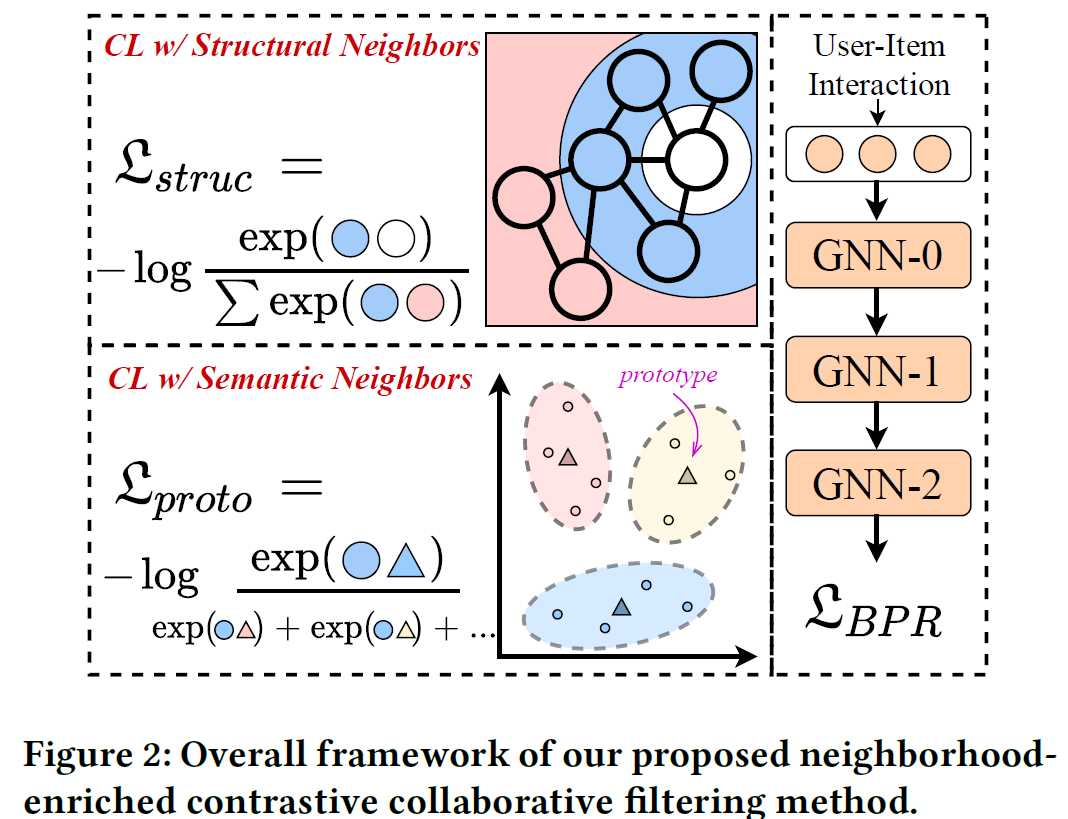 CL w/ Structural Neighbors
𝔏struc =
− log exp( ) / ∑ exp( )
CL w/ Semantic Neighbors
prototype
𝔏proto =
− log exp( ) / exp( ) + exp( ) + ...
User-Item
Interaction
GNN-0
GNN-1
GNN-2
𝔏BPR
Figure 2: Overall framework of our proposed neighborhood-
enriched contrastive collaborative filtering method.